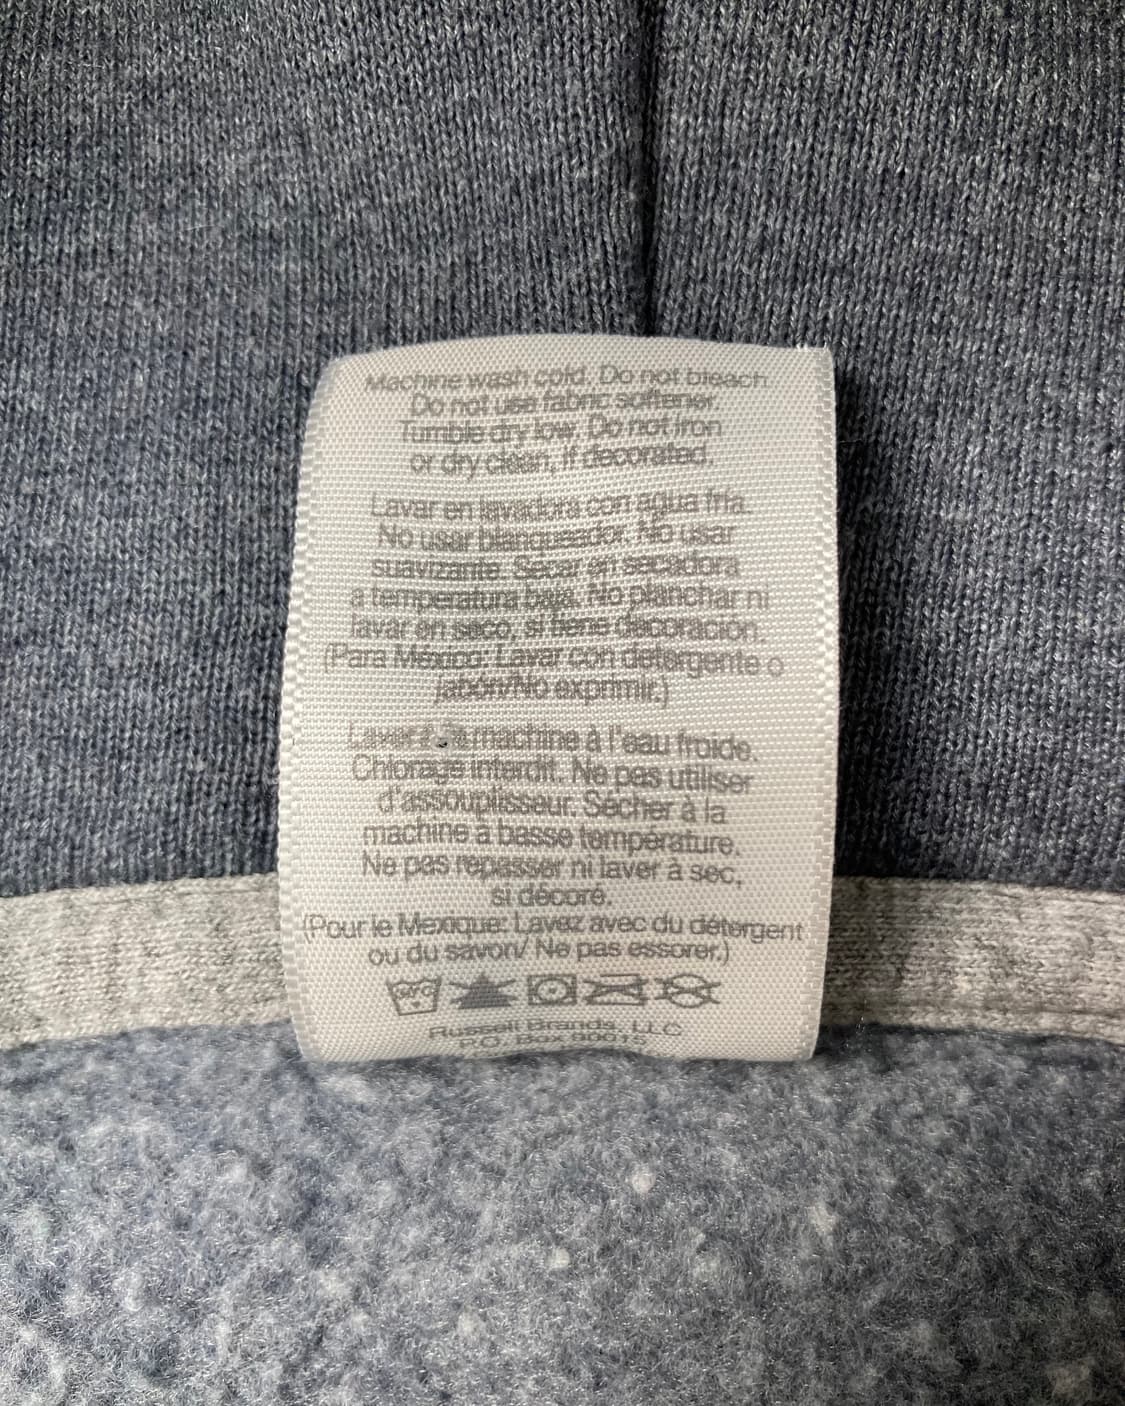 Machine wash cold. Do not bleach.
Do not use fabric softener.
Tumble dry low. Do not iron
or dry clean, if decorated.
Lavar en lavadora con agua fría.
No usar blanqueador. No usar
suavizante. Secar en secadora
a temperatura baja. No planchar ni
lavar en seco, si tiene decoración.
(Para México: Lavar con detergente o
jabón/No exprimir.)
Laver à la machine à l'eau froide.
Chlorage interdit. Ne pas utiliser
d'assouplisseur. Sécher à la
machine à basse température.
Ne pas repasser ni laver à sec,
si décoré.
(Pour le Mexique: Lavez avec du détergent
ou du savon/ Ne pas essorer.)
Russell Brands, LLC
P.O. Box 90015